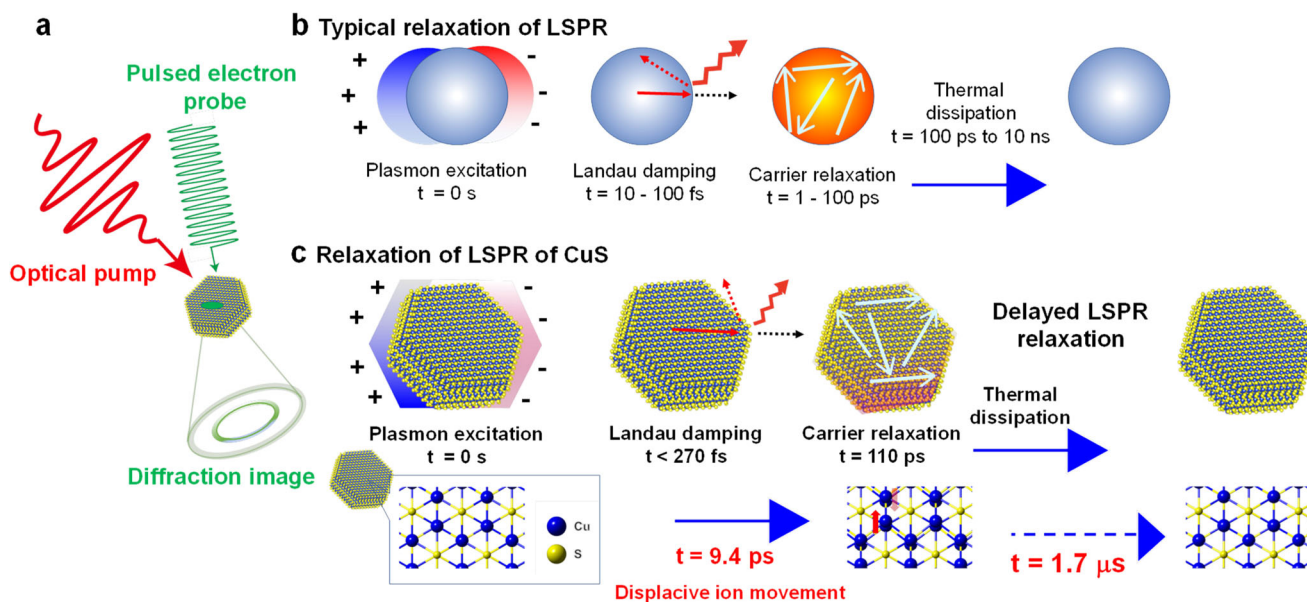 a
Pulsed electron
probe
Optical pump
Diffraction image
b
Typical relaxation of LSPR
+
+
+
-
-
-
Plasmon excitation
t = 0 s
Landau damping
t = 10 - 100 fs
Carrier relaxation
t = 1 - 100 ps
Thermal
dissipation
t = 100 ps to 10 ns
c Relaxation of LSPR of CuS
+
+
+
+
-
-
-
-
Plasmon excitation
t = 0 s
Landau damping
t < 270 fs
Carrier relaxation
t = 110 ps
Delayed LSPR
relaxation
Thermal
dissipation
Cu
S
t = 9.4 ps
Displacive ion movement
t = 1.7 μs